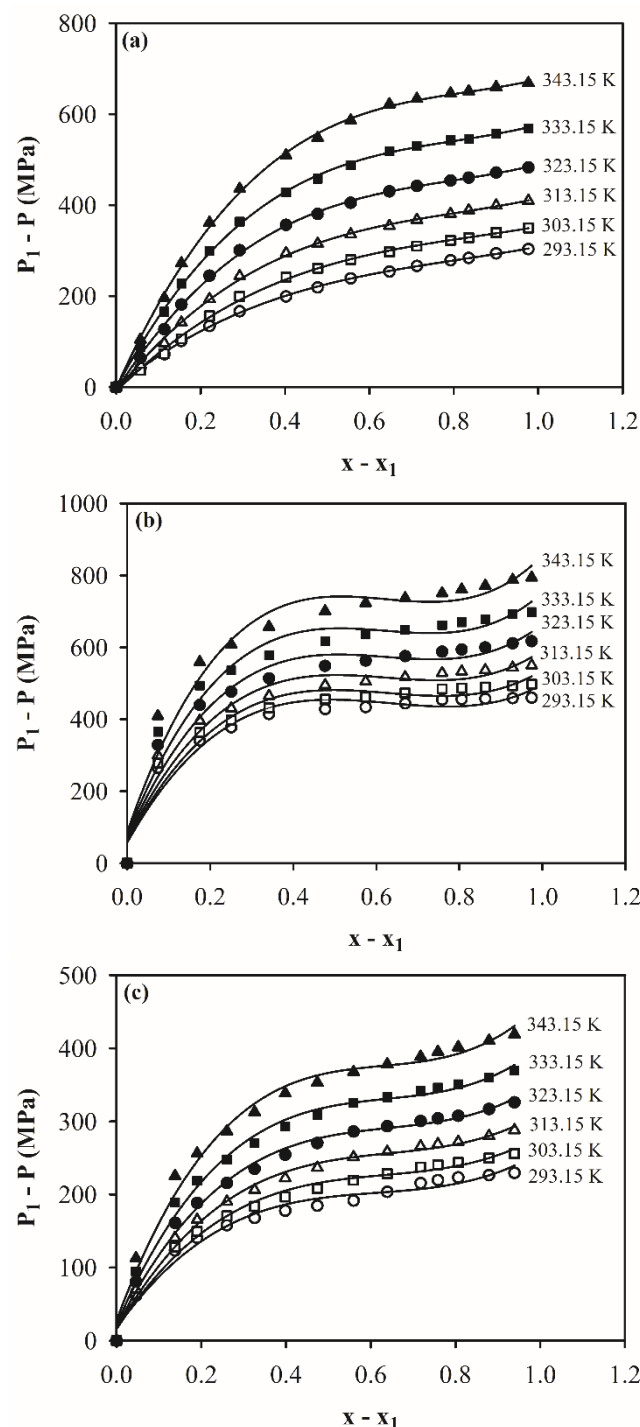 (a)
800
600
400
200
0
P₁ - P (MPa)
343.15 K
333.15 K
323.15 K
313.15 K
303.15 K
293.15 K
0.0 0.2 0.4 0.6 0.8 1.0 1.2
x - x₁
(b)
1000
800
600
400
200
0
P₁ - P (MPa)
343.15 K
333.15 K
323.15 K
313.15 K
303.15 K
293.15 K
0.0 0.2 0.4 0.6 0.8 1.0 1.2
x - x₁
(c)
500
400
300
200
100
0
P₁ - P (MPa)
343.15 K
333.15 K
323.15 K
313.15 K
303.15 K
293.15 K
0.0 0.2 0.4 0.6 0.8 1.0 1.2
x - x₁